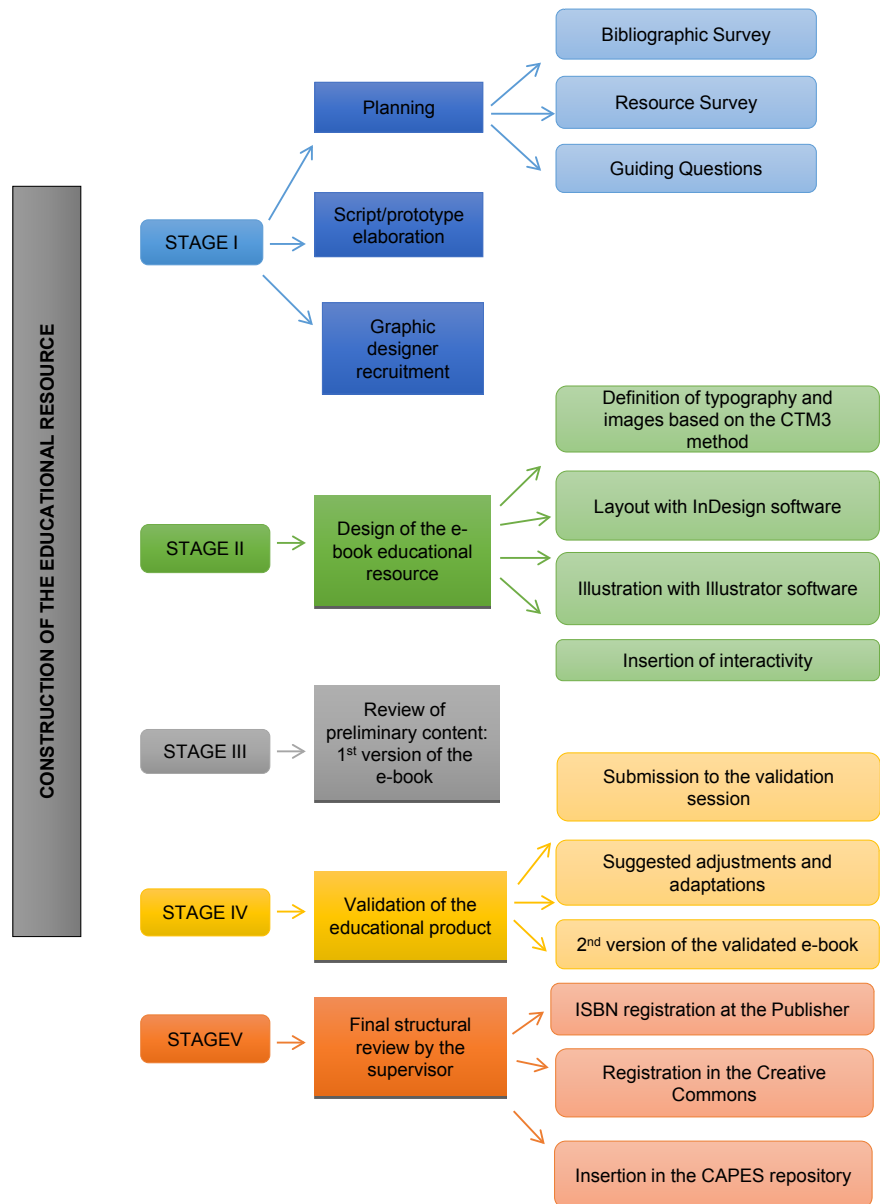 CONSTRUCTION OF THE EDUCATIONAL RESOURCE
STAGE I
Planning
Bibliographic Survey
Resource Survey
Guiding Questions
Script/prototype
elaboration
Graphic
designer
recruitment
STAGE II
Design of the e-
book educational
resource
Definition of typography and
images based on the CTM3
method
Layout with InDesign software
Illustration with Illustrator software
Insertion of interactivity
STAGE III
Review of
preliminary content:
1st version of the
e-book
STAGE IV
Validation of the
educational product
Submission to the validation
session
Suggested adjustments and
adaptations
2nd version of the validated e-book
STAGEV
Final structural
review by the
supervisor
ISBN registration at the Publisher
Registration in the Creative
Commons
Insertion in the CAPES repository